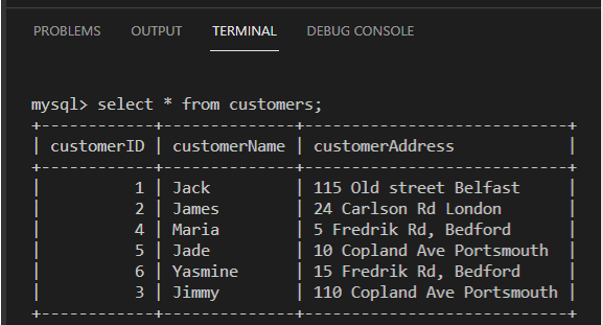 PROBLEMS OUTPUT TERMINAL DEBUG CONSOLE
mysql> select * from customers;
+------------+--------------+---------------------------+
| customerID | customerName | customerAddress           |
+------------+--------------+---------------------------+
|          1 | Jack         | 115 Old street Belfast    |
|          2 | James        | 24 Carlson Rd London      |
|          4 | Maria        | 5 Fredrik Rd, Bedford     |
|          5 | Jade         | 10 Copland Ave Portsmouth |
|          6 | Yasmine      | 15 Fredrik Rd, Bedford    |
|          3 | Jimmy        | 110 Copland Ave Portsmouth |
+------------+--------------+---------------------------+